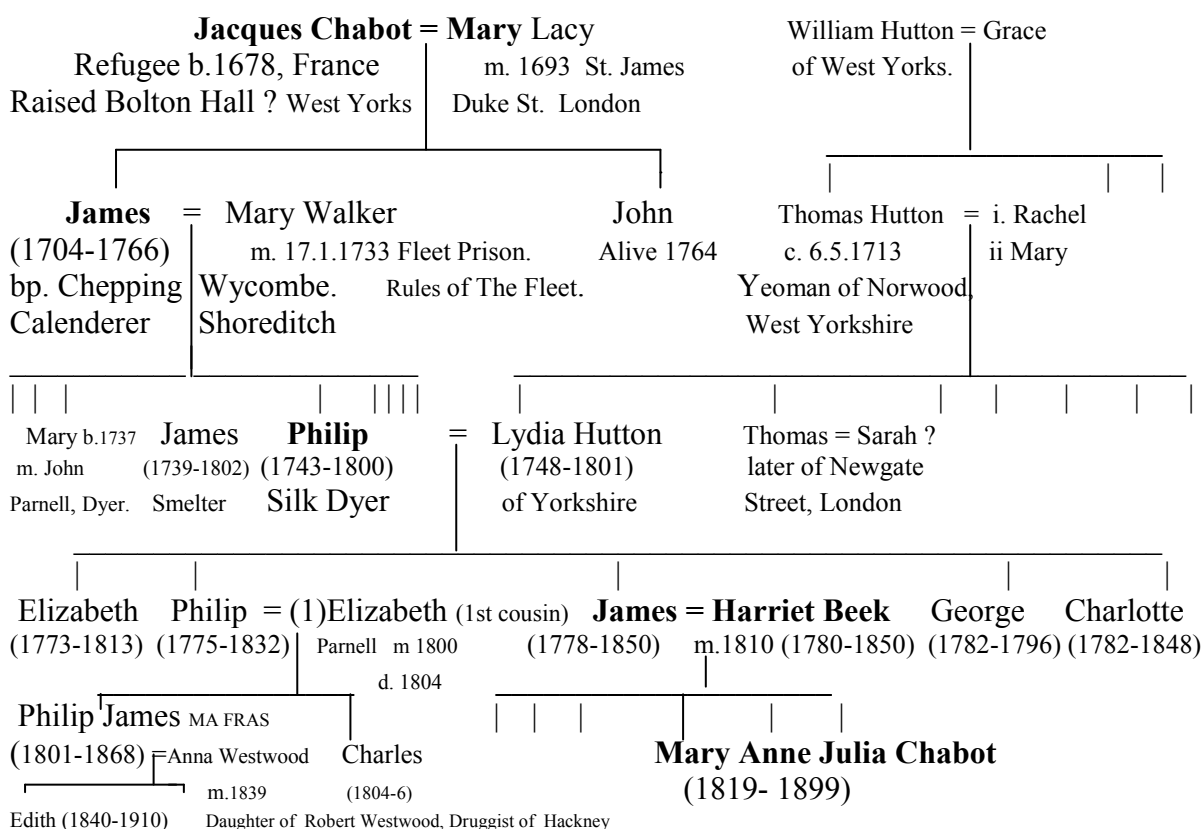 Jacques Chabot = Mary Lacy William Hutton = Grace
Refugee b.1678, France m. 1693 St. James of West Yorks.
Raised Bolton Hall ? West Yorks Duke St. London
James = Mary Walker John Thomas Hutton = i. Rachel
(1704-1766) m. 17.1.1733 Fleet Prison. Alive 1764 c. 6.5.1713 ii Mary
bp. Chepping Wycombe. Rules of The Fleet. Yeoman of Norwood,
Calenderer Shoreditch West Yorkshire
Mary b.1737 James Philip = Lydia Hutton Thomas = Sarah ?
m. John (1739-1802) (1743-1800) (1748-1801) later of Newgate
Parnell, Dyer. Smelter Silk Dyer of Yorkshire Street, London
Elizabeth Philip = (1)Elizabeth (1st cousin) James = Harriet Beek George Charlotte
(1773-1813) (1775-1832) Parnell m 1800 (1778-1850) m.1810 (1780-1850) (1782-1796) (1782-1848)
d. 1804
Philip James MA FRAS
(1801-1868) =Anna Westwood Charles Mary Anne Julia Chabot
m.1839 (1804-6) (1819- 1899)
Edith (1840-1910) Daughter of Robert Westwood, Druggist of Hackney